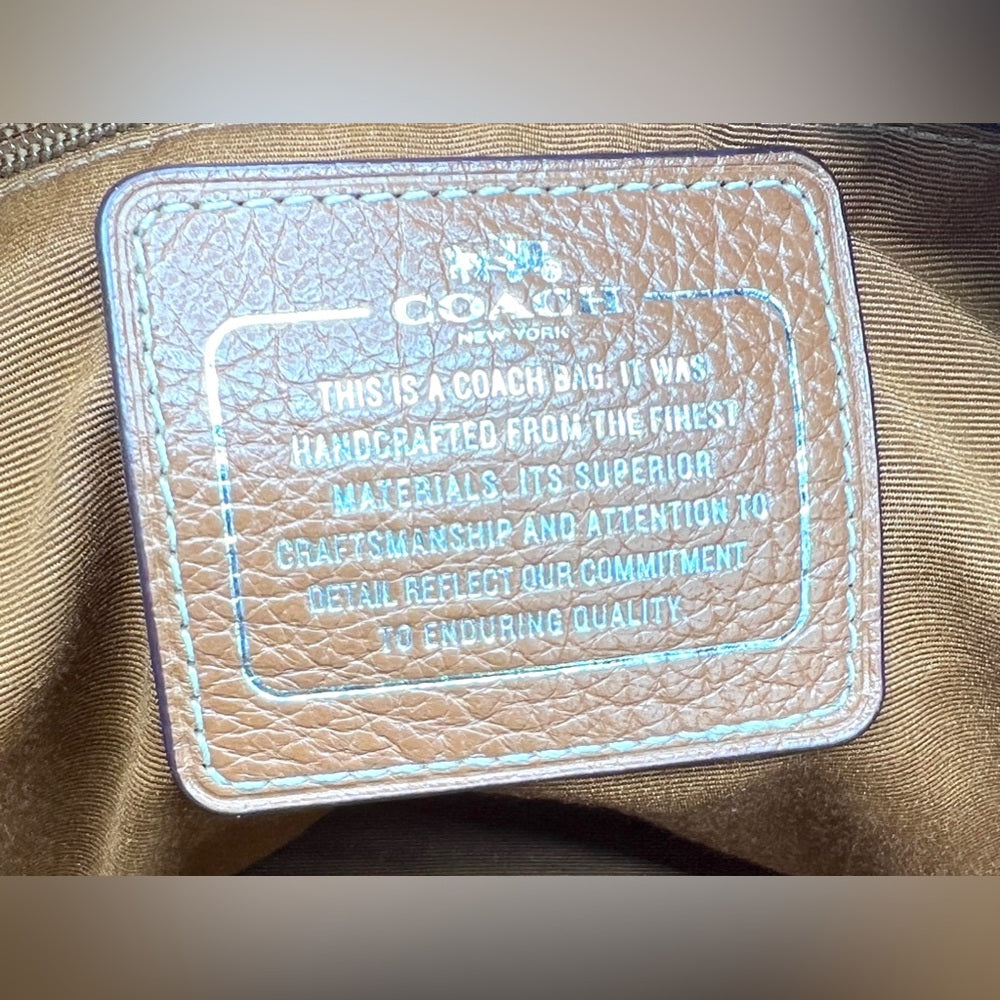 COACH
NEW YORK
THIS IS A COACH BAG. IT WAS
HANDCRAFTED FROM THE FINEST
MATERIALS. ITS SUPERIOR
CRAFTSMANSHIP AND ATTENTION TO
DETAIL REFLECT OUR COMMITMENT
TO ENDURING QUALITY.